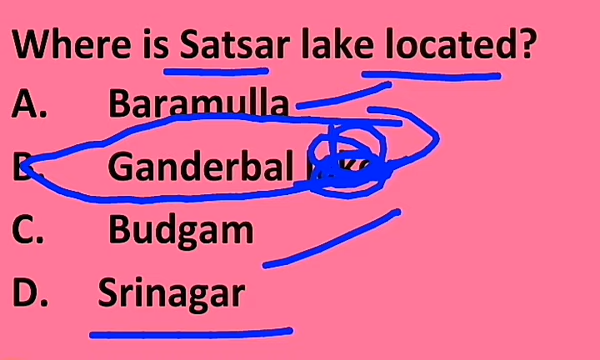 Where is Satsar lake located?
A. Baramulla
B. Ganderbal
C. Budgam
D. Srinagar